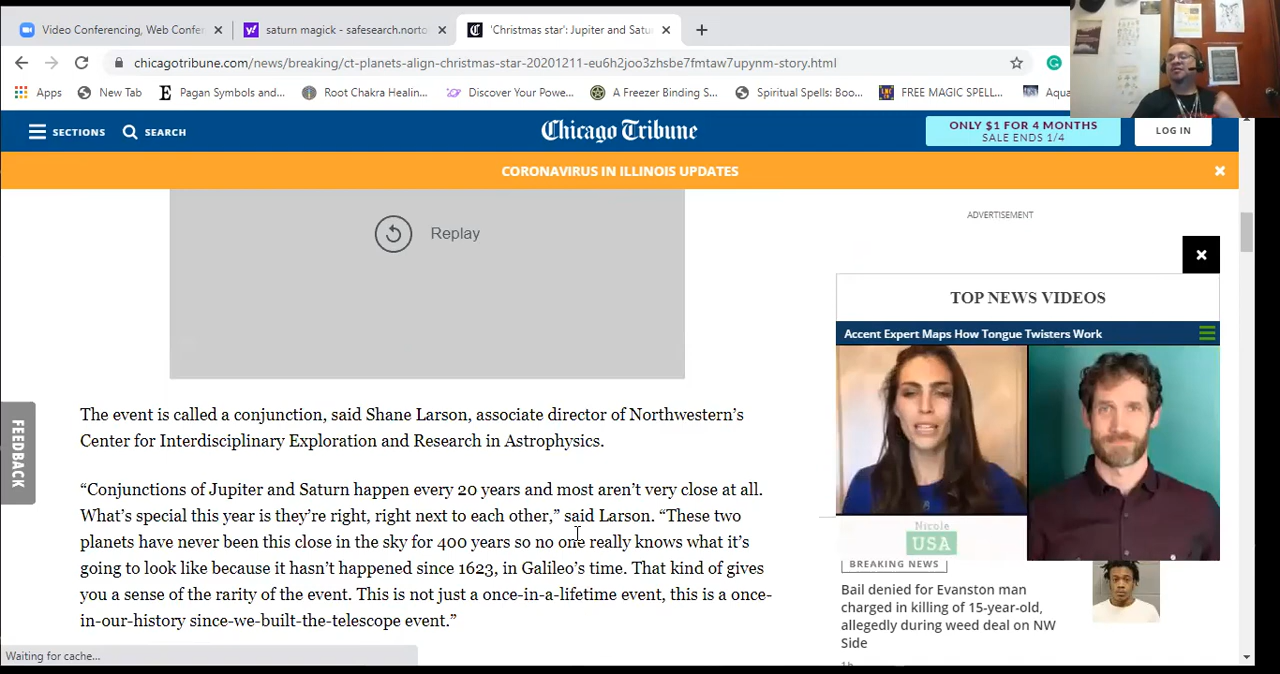 Video Conferencing, Web Confe
saturn magick - safesearch.norto
'Christmas star': Jupiter and Satu
chicagotribune.com/news/breaking/ct-planets-align-christmas-star-20201211-eu6h2joo3zhsbe7fmtaw7upynm-story.html
Apps
New Tab
Pagan Symbols and...
Root Chakra Healin...
Discover Your Powe...
A Freezer Binding S...
Spiritual Spells: Boo...
FREE MAGIC SPELL...
Aqua
SECTIONS
SEARCH
Chicago Tribune
ONLY $1 FOR 4 MONTHS
SALE ENDS 1/4
LOG IN
CORONAVIRUS IN ILLINOIS UPDATES
Replay
The event is called a conjunction, said Shane Larson, associate director of Northwestern’s
Center for Interdisciplinary Exploration and Research in Astrophysics.
“Conjunctions of Jupiter and Saturn happen every 20 years and most aren’t very close at all.
What’s special this year is they’re right, right next to each other,” said Larson. “These two
planets have never been this close in the sky for 400 years so no one really knows what it’s
going to look like because it hasn’t happened since 1623, in Galileo’s time. That kind of gives
you a sense of the rarity of the event. This is not just a once-in-a-lifetime event, this is a once-
in-our-history since-we-built-the-telescope event.”
FEEDBACK
Waiting for cache...
ADVERTISEMENT
TOP NEWS VIDEOS
Accent Expert Maps How Tongue Twisters Work
Nicole
USA
BREAKING NEWS
Bail denied for Evanston man
charged in killing of 15-year-old,
allegedly during weed deal on NW
Side
1h